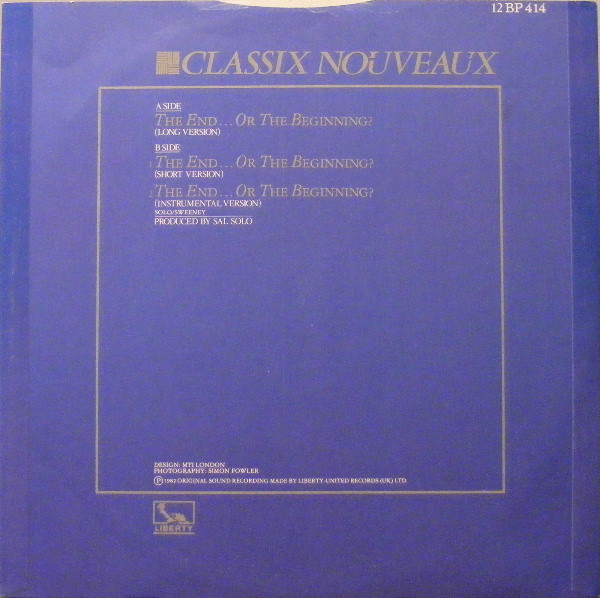 12 BP 414
CLASSIX NOUVEAUX
A SIDE
THE END... OR THE BEGINNING?
(LONG VERSION)
B SIDE
1 THE END... OR THE BEGINNING?
(SHORT VERSION)
2 THE END... OR THE BEGINNING?
(INSTRUMENTAL VERSION)
SOLO/SWEENEY
PRODUCED BY SAL SOLO
DESIGN: MTI LONDON
PHOTOGRAPHY: SIMON FOWLER
Ⓟ 1982 ORIGINAL SOUND RECORDING MADE BY LIBERTY-UNITED RECORDS (UK) LTD.
LIBERTY